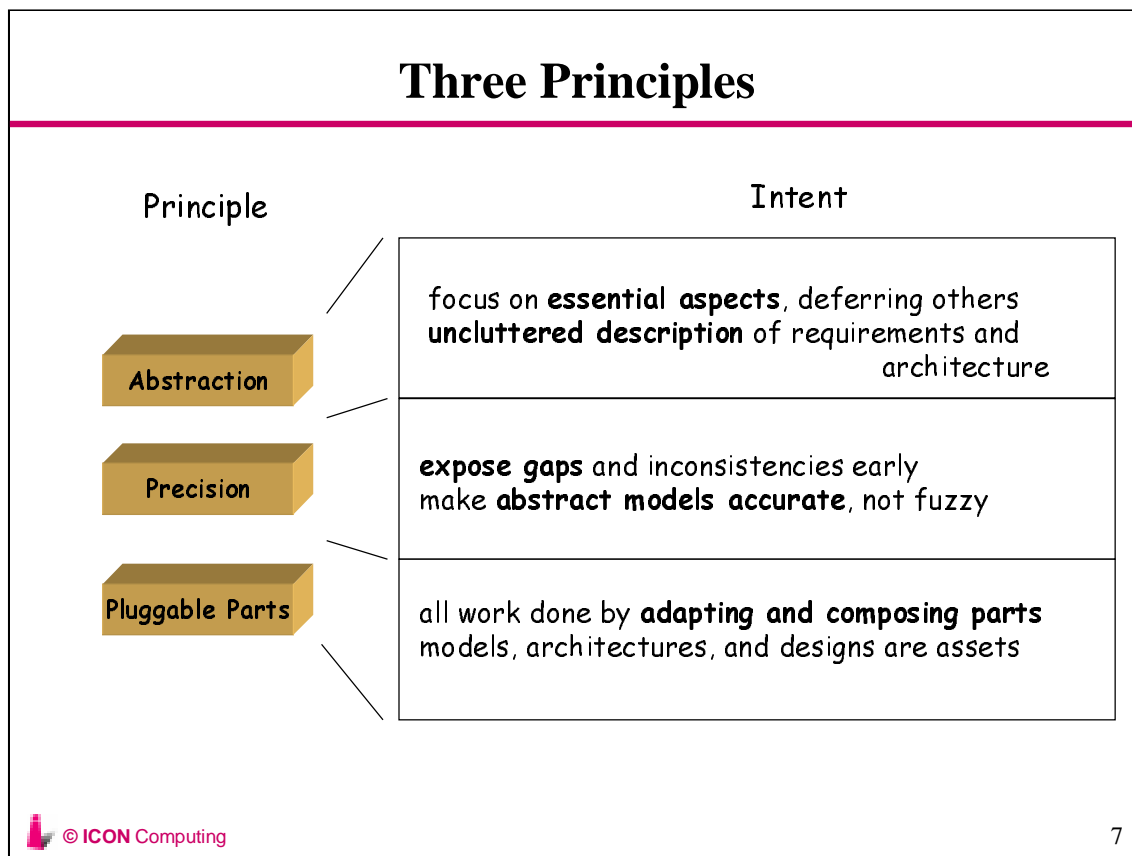 Three Principles
Principle
Intent
Abstraction
focus on essential aspects, deferring others
uncluttered description of requirements and
architecture
Precision
expose gaps and inconsistencies early
make abstract models accurate, not fuzzy
Pluggable Parts
all work done by adapting and composing parts
models, architectures, and designs are assets
© ICON Computing
7